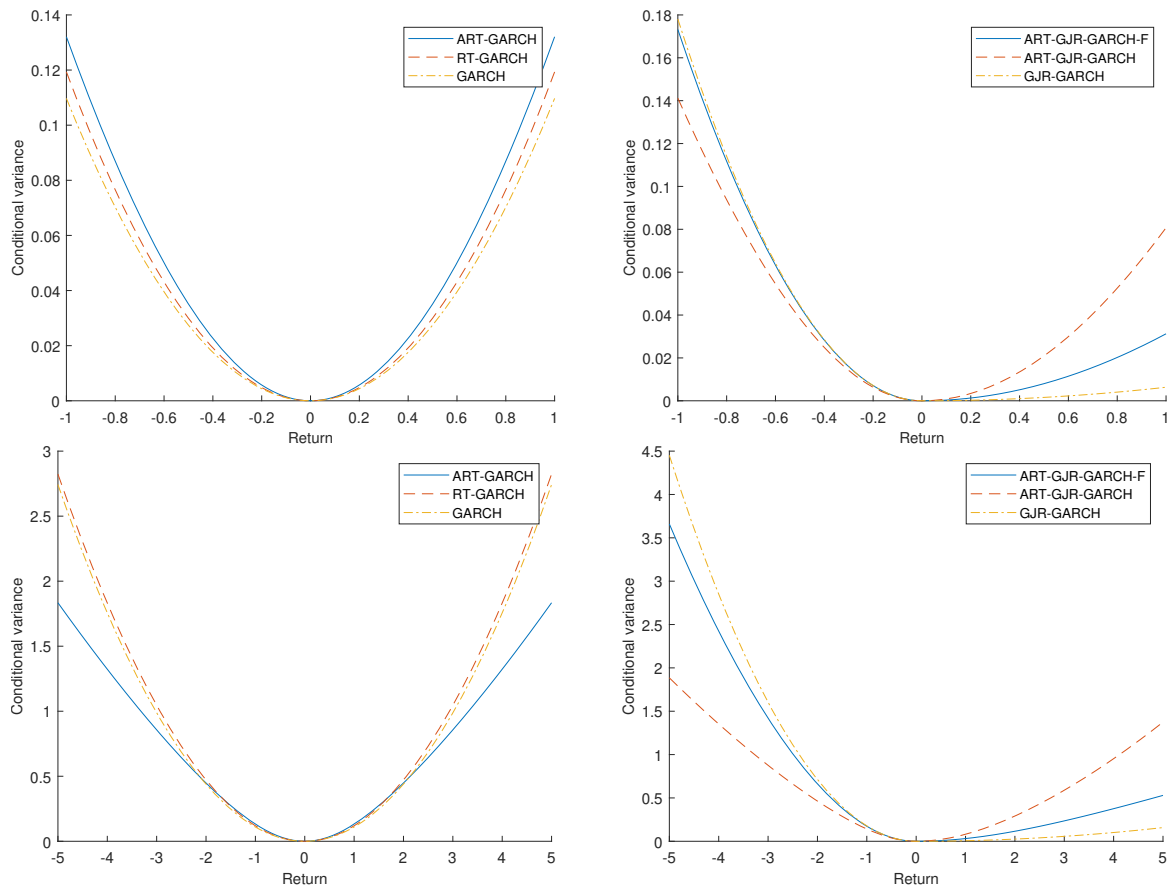 0.14
0.12
0.1
0.08
0.06
0.04
0.02
0
Conditional variance
ART-GARCH
RT-GARCH
GARCH
-1 -0.8 -0.6 -0.4 -0.2 0 0.2 0.4 0.6 0.8 1
Return
0.18
0.16
0.14
0.12
0.1
0.08
0.06
0.04
0.02
0
Conditional variance
ART-GJR-GARCH-F
ART-GJR-GARCH
GJR-GARCH
-1 -0.8 -0.6 -0.4 -0.2 0 0.2 0.4 0.6 0.8 1
Return
3
2.5
2
1.5
1
0.5
0
Conditional variance
ART-GARCH
RT-GARCH
GARCH
-5 -4 -3 -2 -1 0 1 2 3 4 5
Return
4.5
4
3.5
3
2.5
2
1.5
1
0.5
0
Conditional variance
ART-GJR-GARCH-F
ART-GJR-GARCH
GJR-GARCH
-5 -4 -3 -2 -1 0 1 2 3 4 5
Return